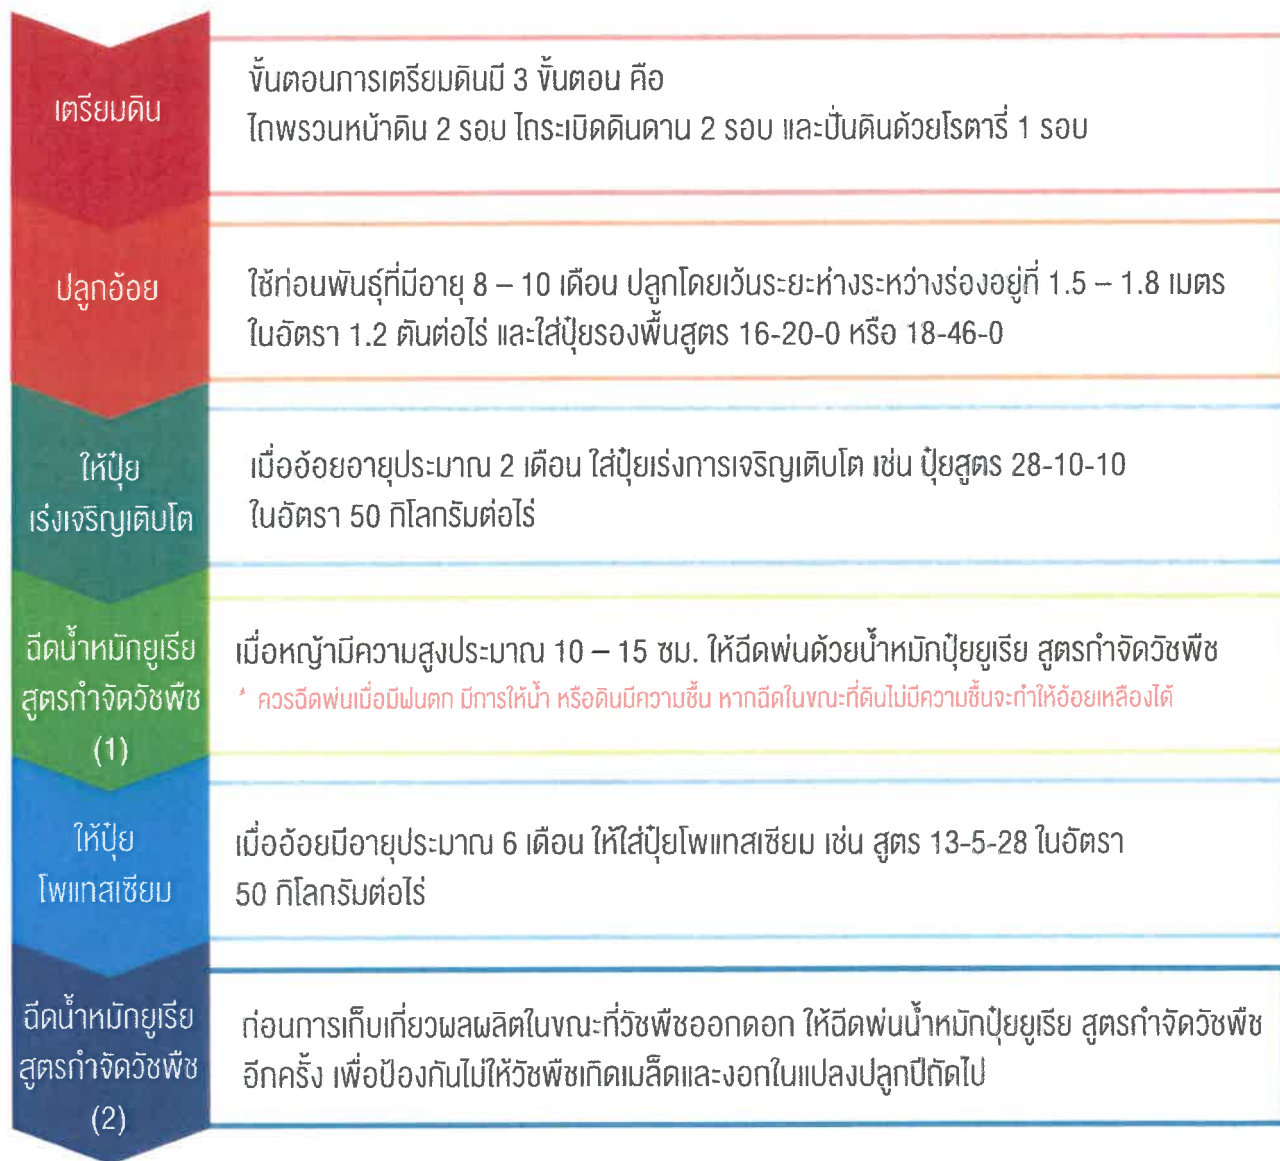 เตรียมดิน
ขั้นตอนการเตรียมดินมี 3 ขั้นตอน คือ
ไถพรวนหน้าดิน 2 รอบ ไถระเบิดดินดาน 2 รอบ และปั่นดินด้วยโรตารี่ 1 รอบ
ปลูกอ้อย
ใช้ท่อนพันธุ์ที่มีอายุ 8 – 10 เดือน ปลูกโดยเว้นระยะห่างระหว่างร่องอยู่ที่ 1.5 – 1.8 เมตร
ในอัตรา 1.2 ตันต่อไร่ และใส่ปุ๋ยรองพื้นสูตร 16-20-0 หรือ 18-46-0
ให้ปุ๋ย
เร่งเจริญเติบโต
เมื่ออ้อยอายุประมาณ 2 เดือน ใส่ปุ๋ยเร่งการเจริญเติบโต เช่น ปุ๋ยสูตร 28-10-10
ในอัตรา 50 กิโลกรัมต่อไร่
ฉีดน้ำหมักยูเรีย
สูตรกำจัดวัชพืช
(1)
เมื่อหญ้ามีความสูงประมาณ 10 – 15 ซม. ให้ฉีดพ่นด้วยน้ำหมักปุ๋ยยูเรีย สูตรกำจัดวัชพืช
* ควรฉีดพ่นเมื่อมีฝนตก มีการให้น้ำ หรือดินมีความชื้น หากฉีดในขณะที่ดินไม่มีความชื้นจะทำให้อ้อยเหลืองได้
ให้ปุ๋ย
โพแทสเซียม
เมื่ออ้อยมีอายุประมาณ 6 เดือน ให้ใส่ปุ๋ยโพแทสเซียม เช่น สูตร 13-5-28 ในอัตรา
50 กิโลกรัมต่อไร่
ฉีดน้ำหมักยูเรีย
สูตรกำจัดวัชพืช
(2)
ก่อนการเก็บเกี่ยวผลผลิตในขณะที่วัชพืชออกดอก ให้ฉีดพ่นน้ำหมักปุ๋ยยูเรีย สูตรกำจัดวัชพืช
อีกครั้ง เพื่อป้องกันไม่ให้วัชพืชเกิดเมล็ดและงอกในแปลงปลูกปีถัดไป